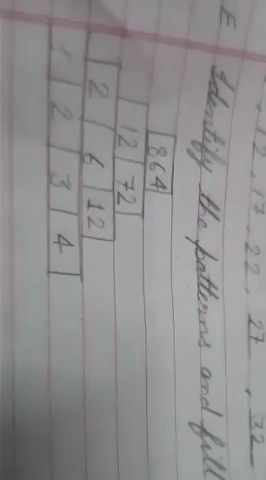 12, 17, 22, 27, 32
E Identify the patterns and fill
864
12 72
2 6 12
1 2 3 4